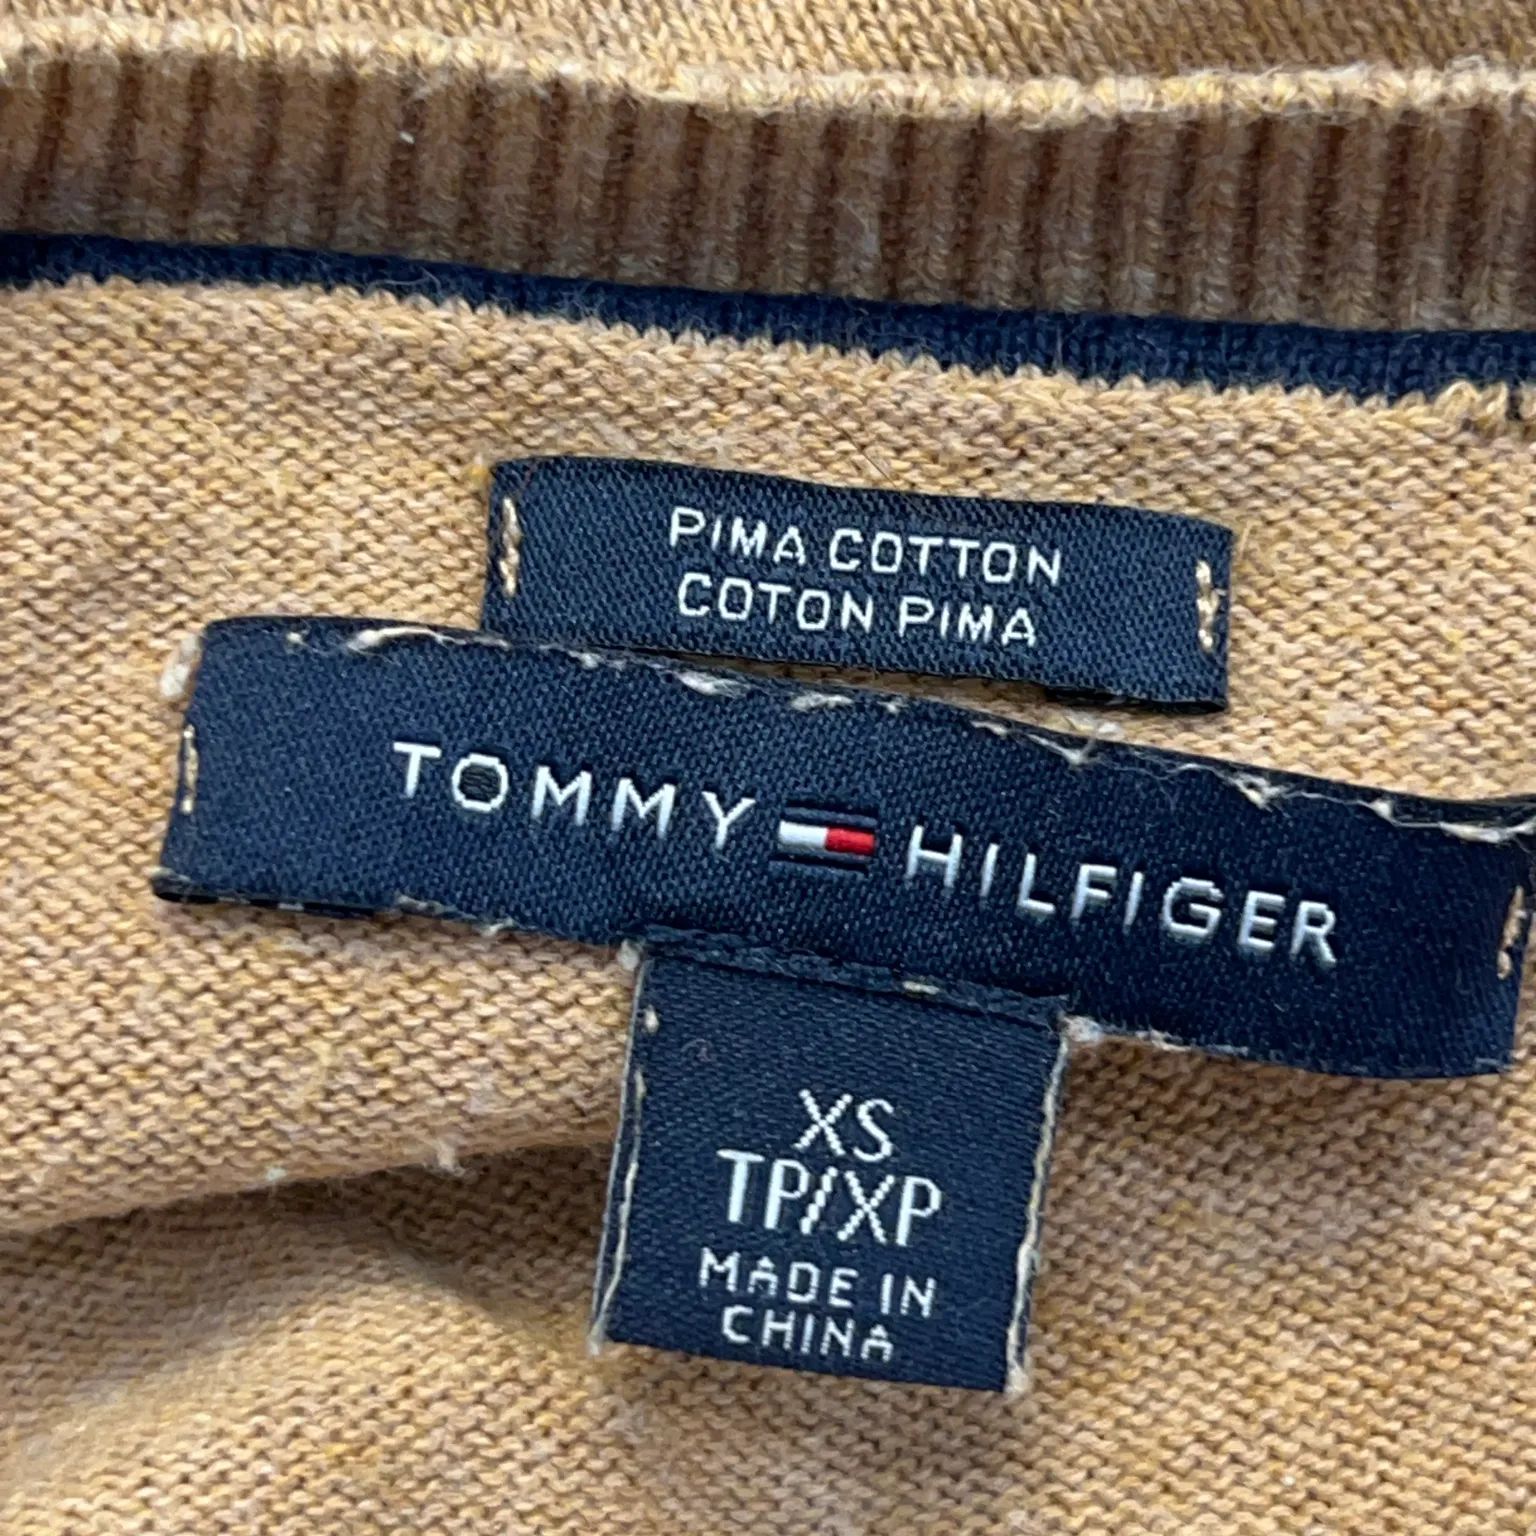 PIMA COTTON
COTON PIMA
TOMMY HILFIGER
XS
TP/XP
MADE IN
CHINA